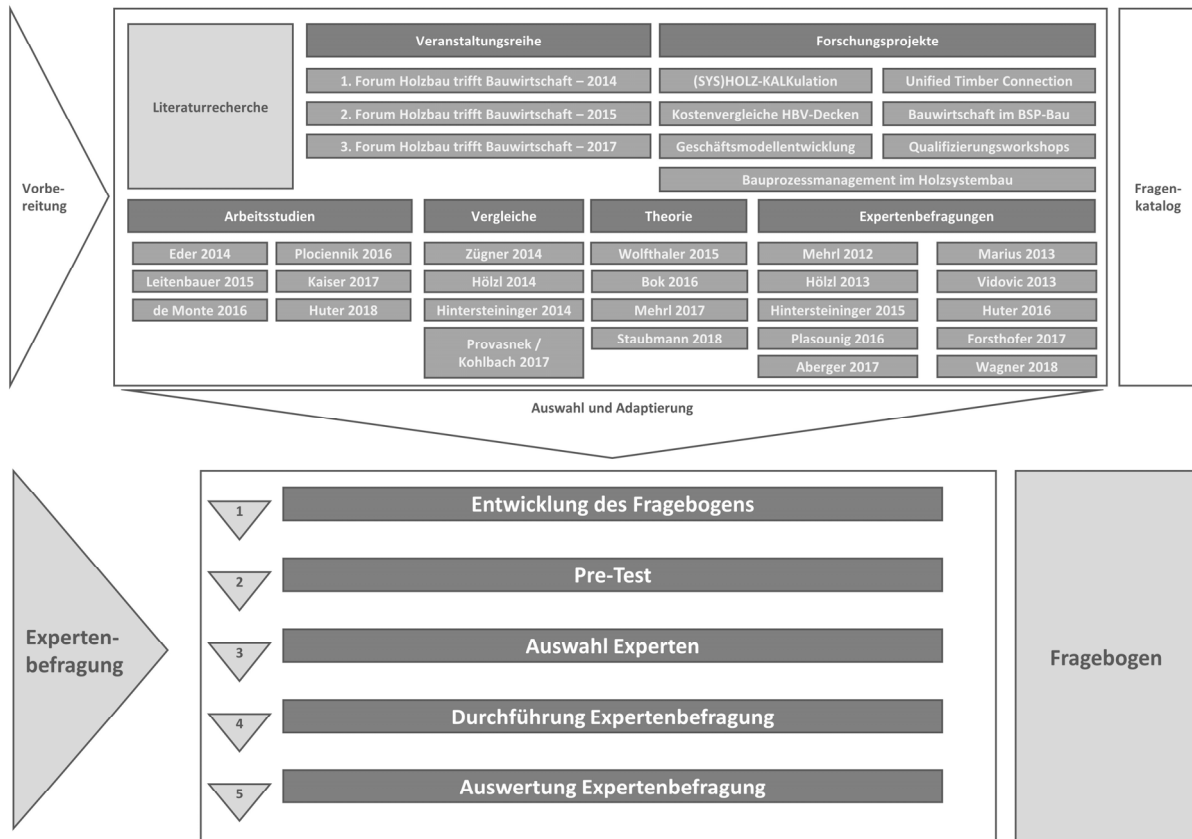 Vorbe-
reitung
Literaturrecherche
Veranstaltungsreihe
1. Forum Holzbau trifft Bauwirtschaft – 2014
2. Forum Holzbau trifft Bauwirtschaft – 2015
3. Forum Holzbau trifft Bauwirtschaft – 2017
Forschungsprojekte
(SYS)HOLZ-KALKulation
Unified Timber Connection
Kostenvergleiche HBV-Decken
Bauwirtschaft im BSP-Bau
Geschäftsmodellentwicklung
Qualifizierungsworkshops
Bauprozessmanagement im Holzsystembau
Arbeitsstudien
Eder 2014
Plociennik 2016
Leitenbauer 2015
Kaiser 2017
de Monte 2016
Huter 2018
Vergleiche
Zügner 2014
Hölzl 2014
Hintersteininger 2014
Provasnek /
Kohlbach 2017
Theorie
Wolfthaler 2015
Bok 2016
Mehrl 2017
Staubmann 2018
Expertenbefragungen
Mehrl 2012
Marius 2013
Hölzl 2013
Vidovic 2013
Hintersteininger 2015
Huter 2016
Plasounig 2016
Forsthofer 2017
Aberger 2017
Wagner 2018
Fragen-
katalog
Auswahl und Adaptierung
Experten-
befragung
1
Entwicklung des Fragebogens
2
Pre-Test
3
Auswahl Experten
4
Durchführung Expertenbefragung
5
Auswertung Expertenbefragung
Fragebogen